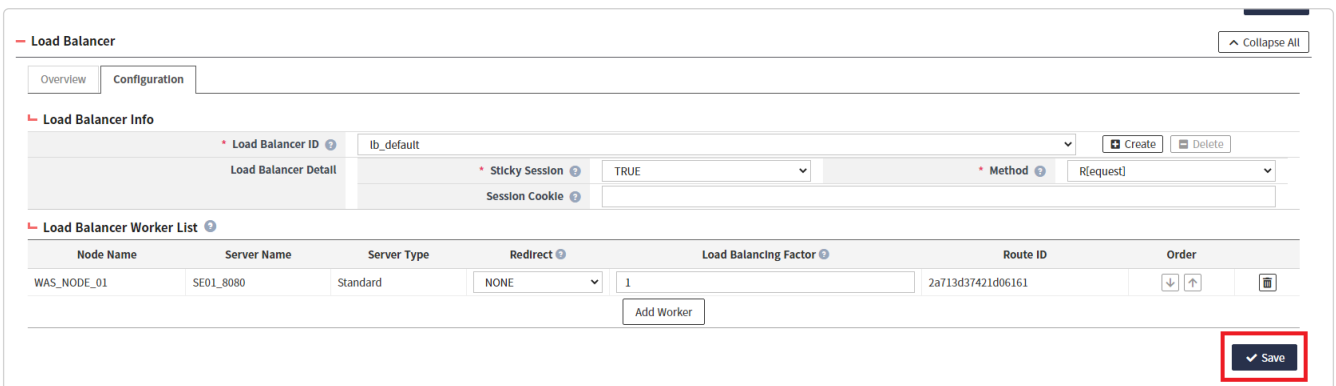 Load Balancer
Collapse All
Overview Configuration
Load Balancer Info
* Load Balancer ID ? lb_default Create Delete
Load Balancer Detail * Sticky Session ? TRUE * Method ? R[equest]
Session Cookie ?
Load Balancer Worker List ?
Node Name Server Name Server Type Redirect ? Load Balancing Factor ? Route ID Order
WAS_NODE_01 SE01_8080 Standard NONE 1 2a713d37421d06161
Add Worker
Save